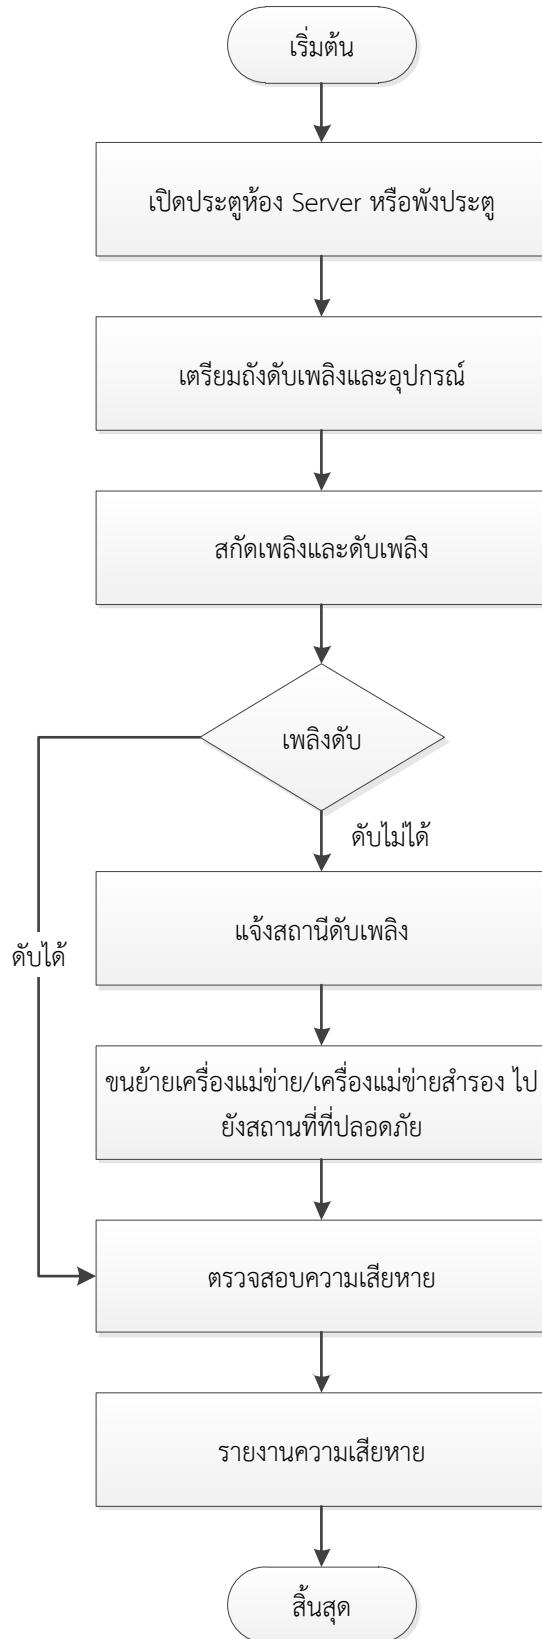 เริ่มต้น
เปิดประตูห้อง Server หรือพังประตู
เตรียมถังดับเพลิงและอุปกรณ์
สกัดเพลิงและดับเพลิง
เพลิงดับ
ดับไม่ได้
แจ้งสถานีดับเพลิง
ดับได้
ขนย้ายเครื่องแม่ข่าย/เครื่องแม่ข่ายสำรอง ไป
ยังสถานที่ที่ปลอดภัย
ตรวจสอบความเสียหาย
รายงานความเสียหาย
สิ้นสุด